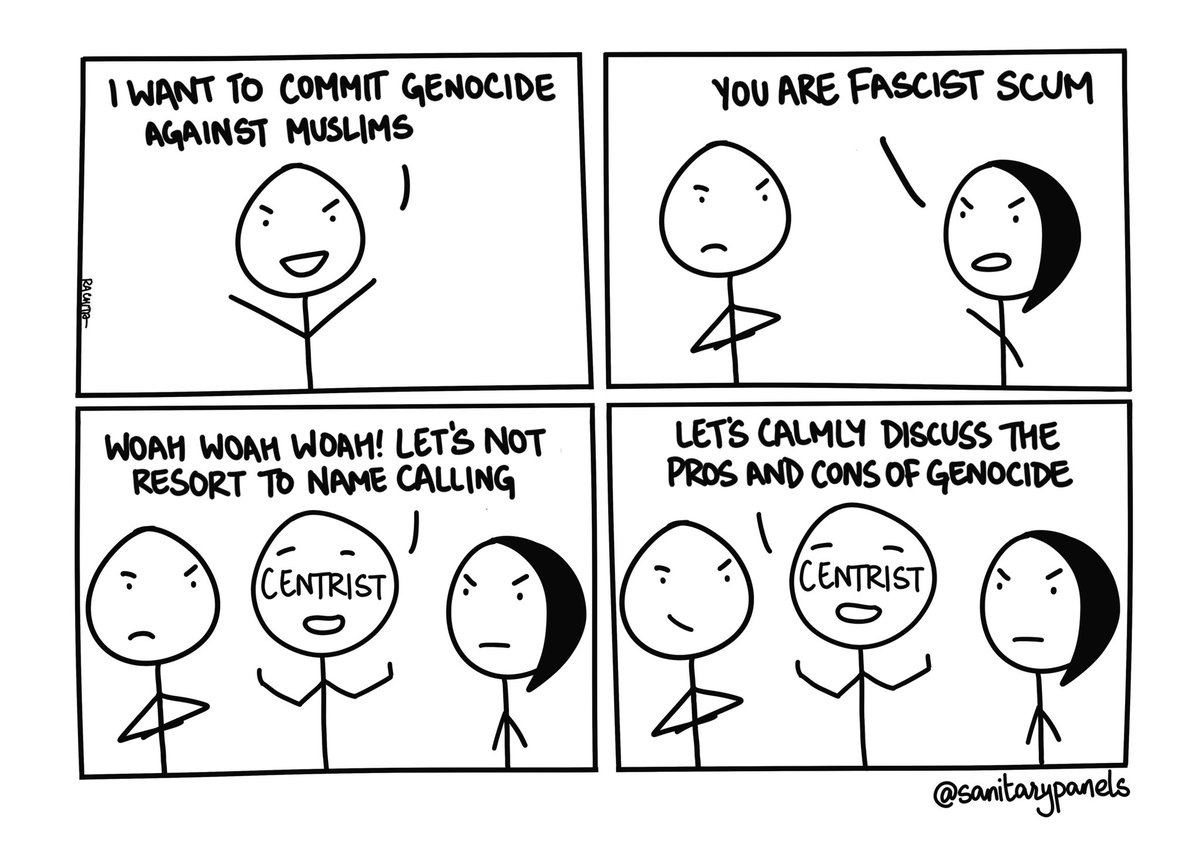 I WANT TO COMMIT GENOCIDE
AGAINST MUSLIMS
RACHITA
YOU ARE FASCIST SCUM
WOAH WOAH WOAH! LET'S NOT
RESORT TO NAME CALLING
CENTRIST
LET'S CALMLY DISCUSS THE
PROS AND CONS OF GENOCIDE
CENTRIST
@sanitarypanels